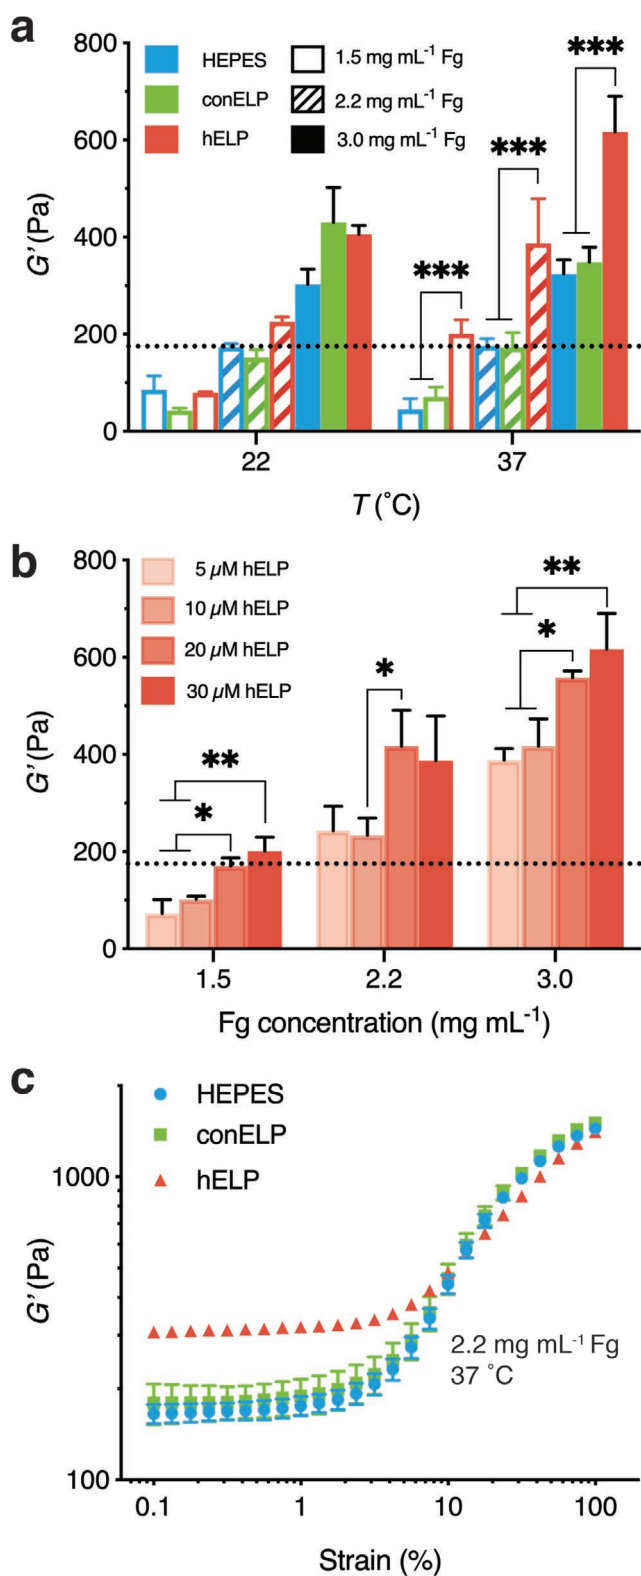 a
800
600
400
200
0
G’ (Pa)
HEPES
conELP
hELP
1.5 mg mL⁻¹ Fg
2.2 mg mL⁻¹ Fg
3.0 mg mL⁻¹ Fg
***
***
***
22
37
T (˚C)
b
800
600
400
200
0
G’ (Pa)
5 µM hELP
10 µM hELP
20 µM hELP
30 µM hELP
**
*
*
**
*
1.5
2.2
3.0
Fg concentration (mg mL⁻¹)
c
1000
100
G’ (Pa)
HEPES
conELP
hELP
2.2 mg mL⁻¹ Fg
37 ˚C
0.1
1
10
100
Strain (%)